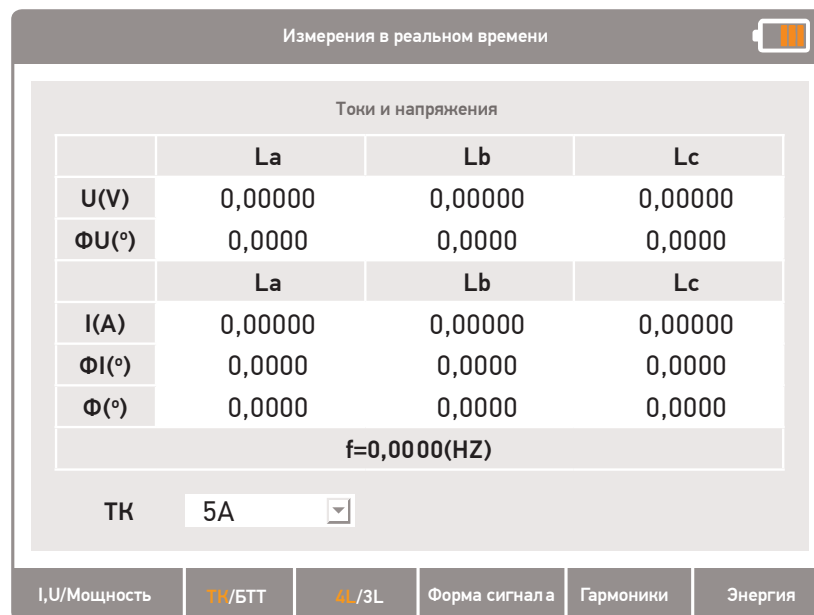 Измерения в реальном времени
Токи и напряжения
La Lb Lc
U(V) 0,00000 0,00000 0,00000
ΦU(º) 0,0000 0,0000 0,0000
La Lb Lc
I(A) 0,00000 0,00000 0,00000
ΦI(º) 0,0000 0,0000 0,0000
Φ(º) 0,0000 0,0000 0,0000
f=0,0000(HZ)
ТК 5A
I,U/Мощность ТК/БТТ 4L/3L Форма сигнала Гармоники Энергия